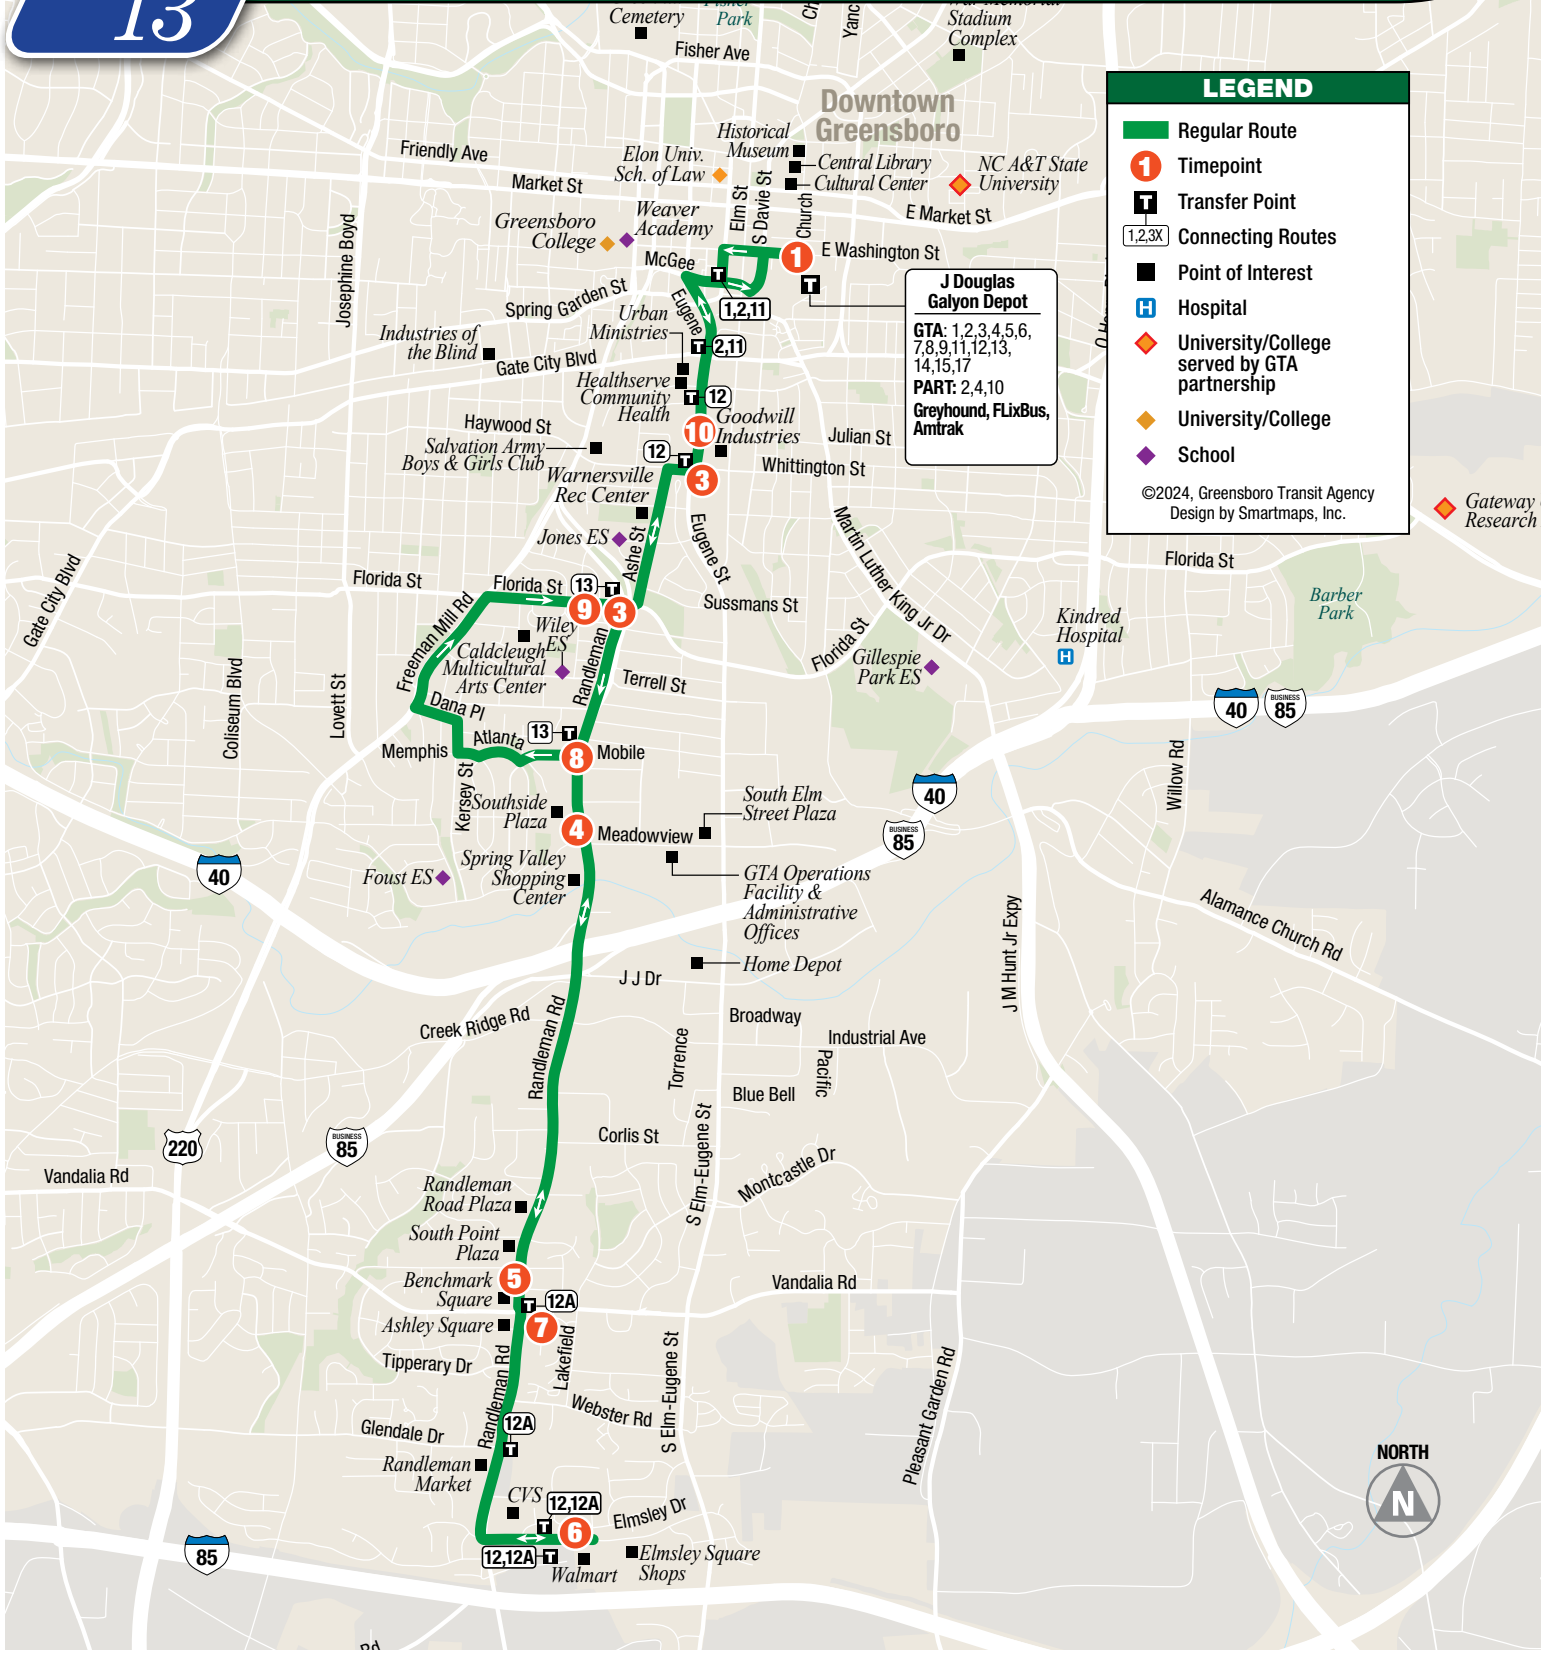 13
Cemetery
Fisher
Park
War Memorial
Stadium
Complex
Yanc
Ch
Fisher Ave
LEGEND
Regular Route
1
Timepoint
T
Transfer Point
1,2,3X
Connecting Routes
Point of Interest
H
Hospital
University/College
served by GTA
partnership
University/College
School
©2024, Greensboro Transit Agency
Design by Smartmaps, Inc.
Downtown
Greensboro
Historical
Museum
Central Library
Cultural Center
NC A&T State
University
Friendly Ave
Market St
E Market St
Elon Univ.
Sch. of Law
Elm St
S Davie St
Church
Greensboro
College
Weaver
Academy
Josephine Boyd
McGee
1
E Washington St
T
T
J Douglas
Galyon Depot
GTA: 1,2,3,4,5,6,
7,8,9,11,12,13,
14,15,17
PART: 2,4,10
Greyhound, FLixBus,
Amtrak
Spring Garden St
Eugene
1,2,11
Urban
Ministries
T
2,11
Industries of
the Blind
Gate City Blvd
Healthserve
Community
Health
T
12
Haywood St
10
Goodwill
Industries
Julian St
Salvation Army
Boys & Girls Club
12
T
Whittington St
3
Warnersville
Rec Center
Gateway
Research
Jones ES
Ashe St
Eugene St
Martin Luther King Jr Dr
Florida St
Gate City Blvd
Florida St
Florida St
13
T
9
3
Sussmans St
Barber
Park
Freeman Mill Rd
Wiley
ES
Caldcleugh
Multicultural
Arts Center
Randleman
Florida St
Kindred
Hospital
H
Gillespie
Park ES
Terrell St
Coliseum Blvd
Lovett St
Dana Pl
40
BUSINESS
85
Memphis
Atlanta
13
T
8
Mobile
Willow Rd
Kersey St
Southside
Plaza
4
Meadowview
South Elm
Street Plaza
40
BUSINESS
85
40
Foust ES
Spring Valley
Shopping
Center
GTA Operations
Facility &
Administrative
Offices
J M Hunt Jr Expy
Alamance Church Rd
Home Depot
J J Dr
Creek Ridge Rd
Randleman Rd
Broadway
Industrial Ave
Torrence
Pacific
Blue Bell
Corlis St
S Elm-Eugene St
220
BUSINESS
85
Vandalia Rd
Montcastle Dr
Randleman
Road Plaza
South Point
Plaza
5
Benchmark
Square
T
12A
Vandalia Rd
Ashley Square
7
Tipperary Dr
Randleman Rd
Lakefield
S Elm-Eugene St
Pleasant Garden Rd
Webster Rd
12A
Glendale Dr
T
Randleman
Market
NORTH
N
CVS
12,12A
Elmsley Dr
T
6
85
12,12A
T
Walmart
Elmsley Square
Shops
Rd